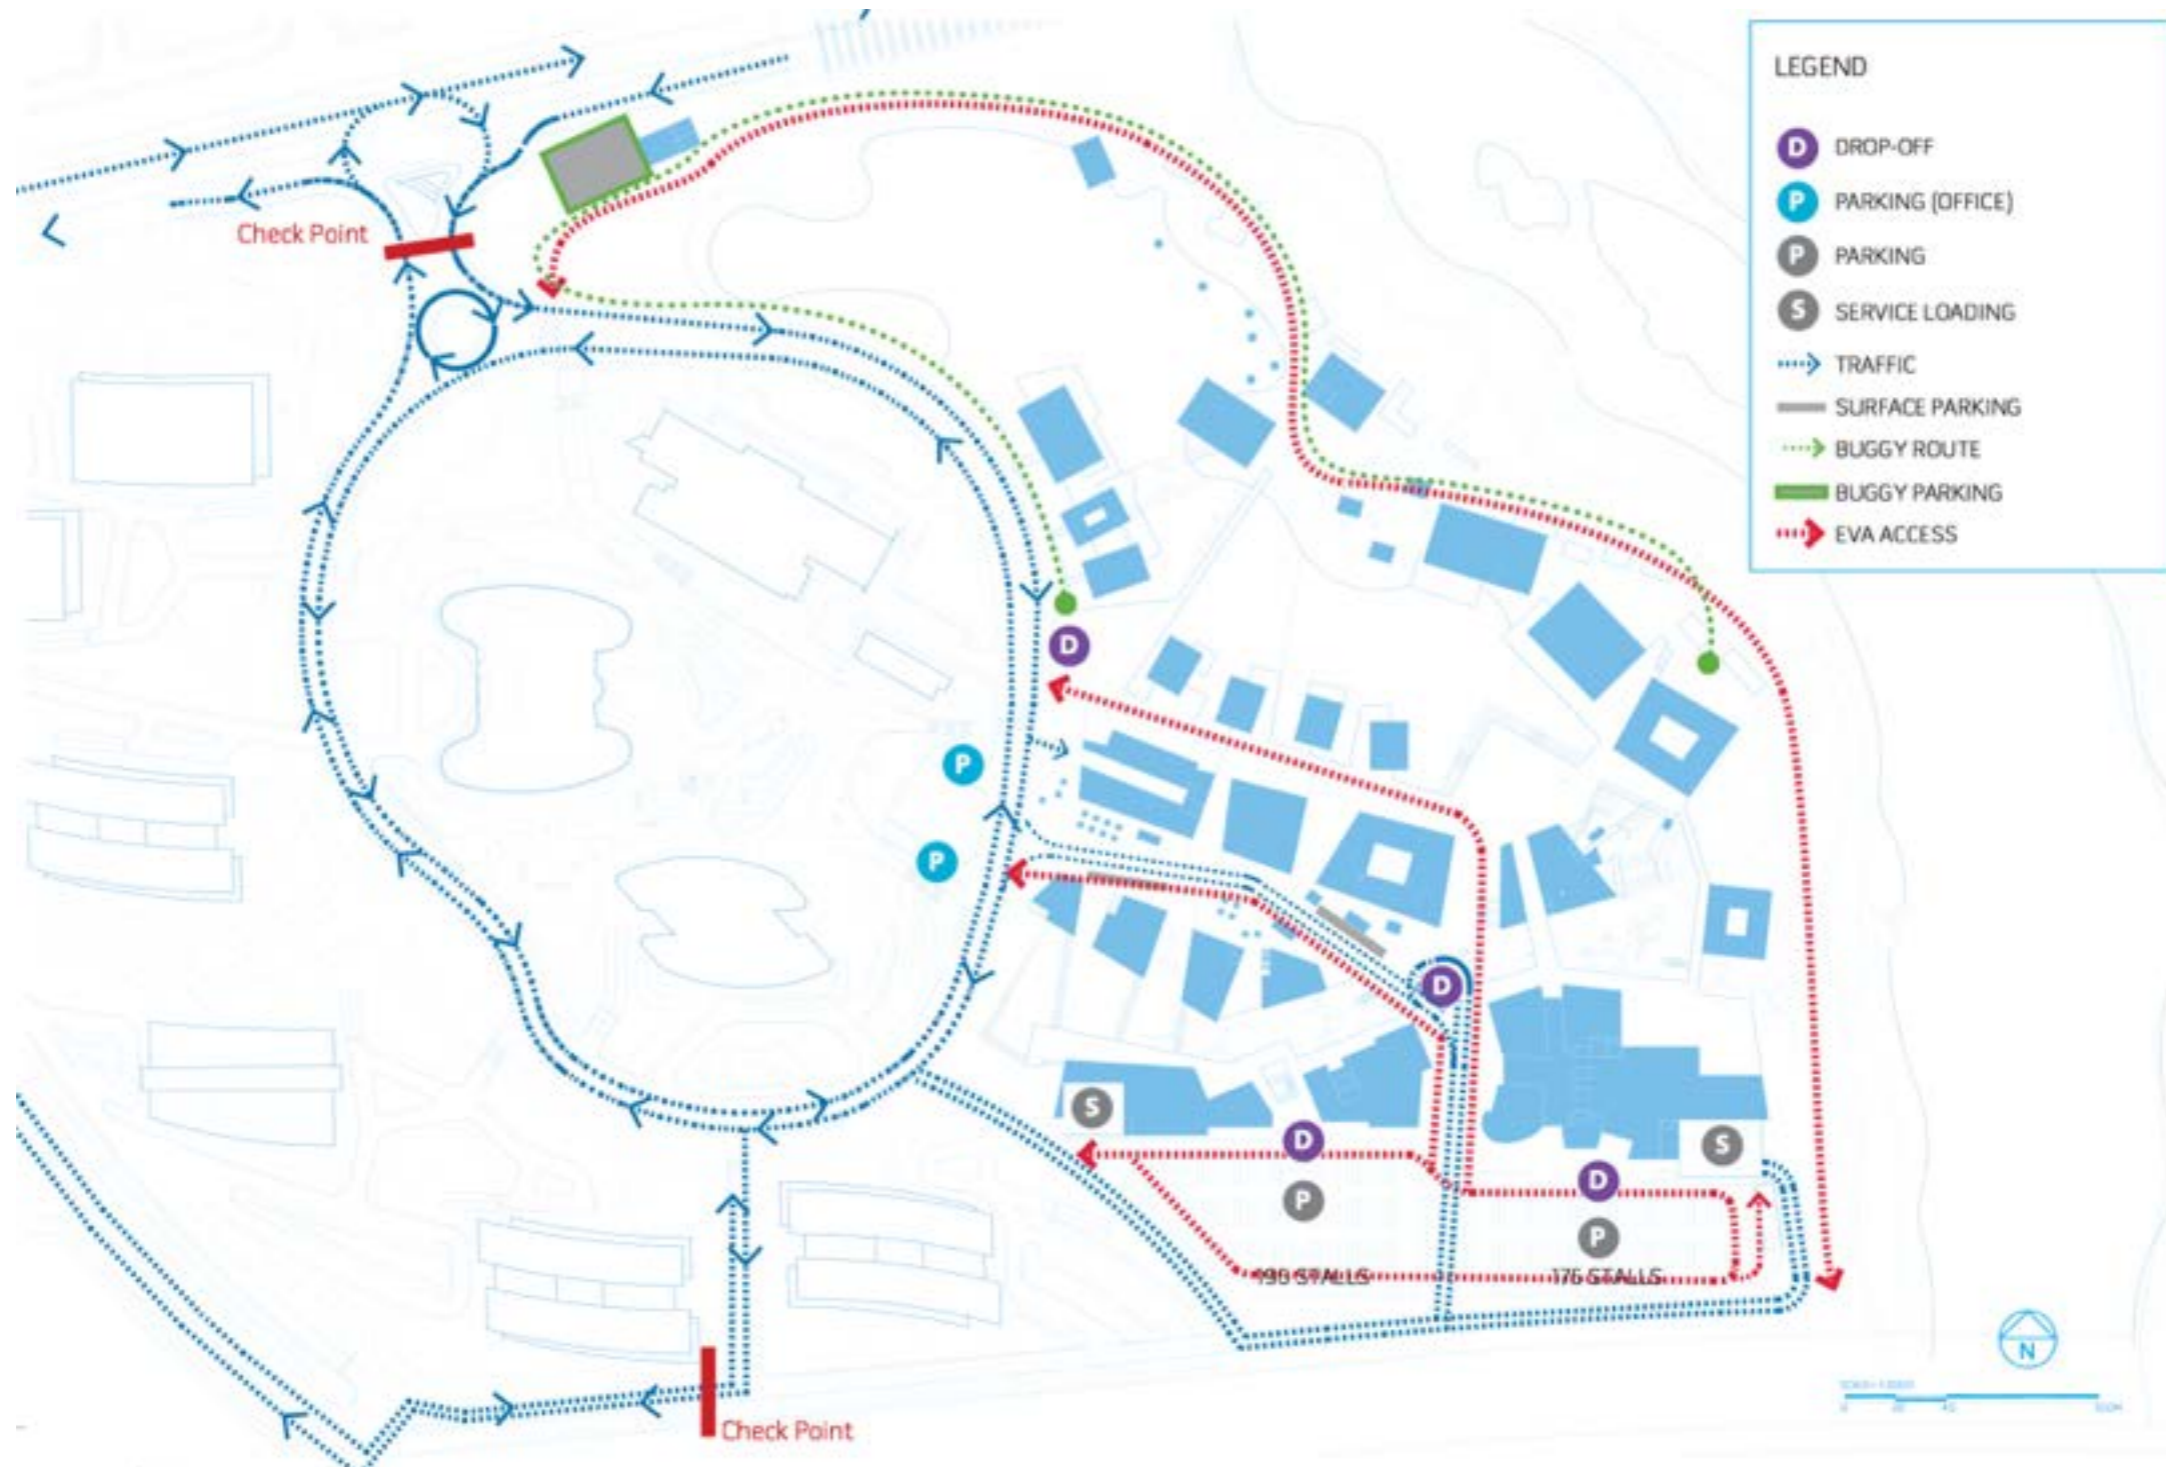 LEGEND
D DROP-OFF
P PARKING (OFFICE)
P PARKING
S SERVICE LOADING
TRAFFIC
SURFACE PARKING
BUGGY ROUTE
BUGGY PARKING
EVA ACCESS
Check Point
D
P
P
D
S
D
S
D
P
P
STALLS
STALLS
N
Check Point